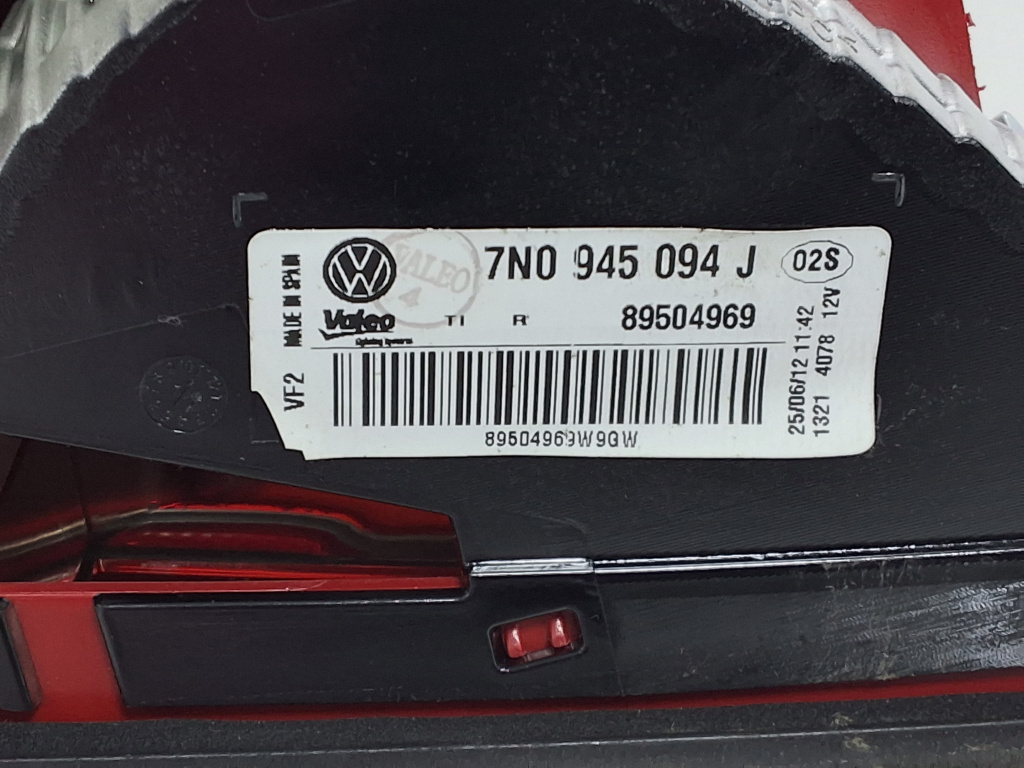 7N0 945 094 J
02S
MADE IN SPAIN
VALEO
4
Valeo
TI R
89504969
VF2
89504969W9GW
25/06/12 11:42
1321 4078 12V